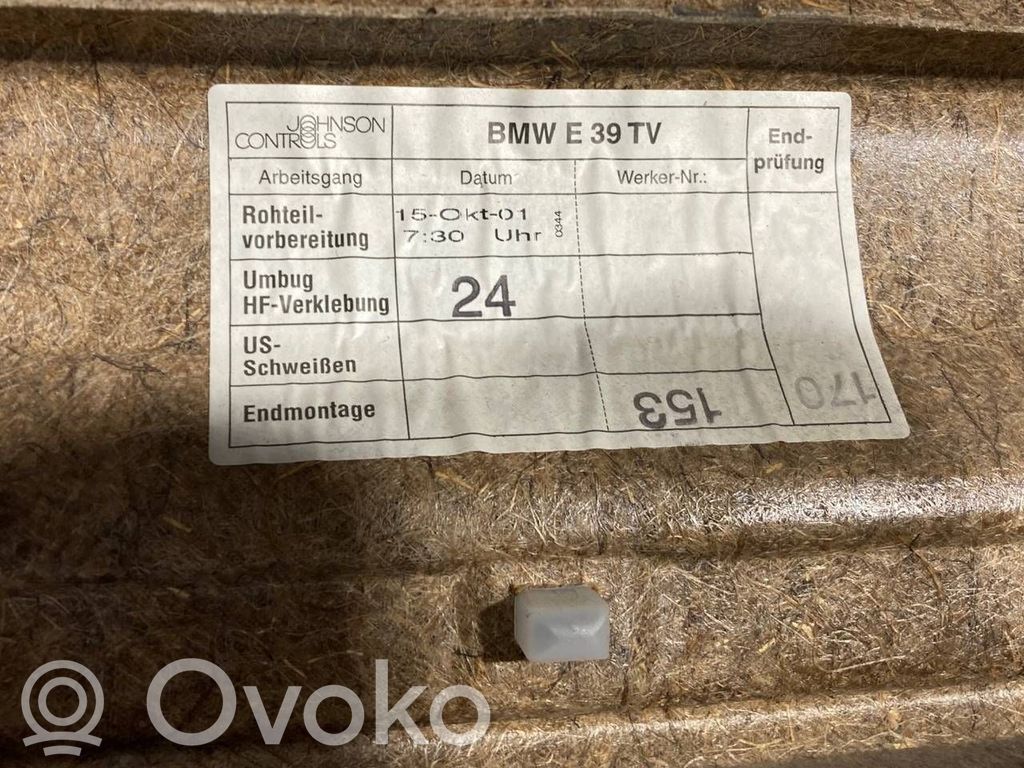 JOHNSON
CONTROLS
BMW E 39 TV
End-
prüfung
Arbeitsgang
Datum
Werker-Nr.:
Rohteil-
vorbereitung
15-Okt-01
7:30 Uhr
0344
Umbug
HF-Verklebung
24
US-
Schweißen
Endmontage
153
170
Ovoko